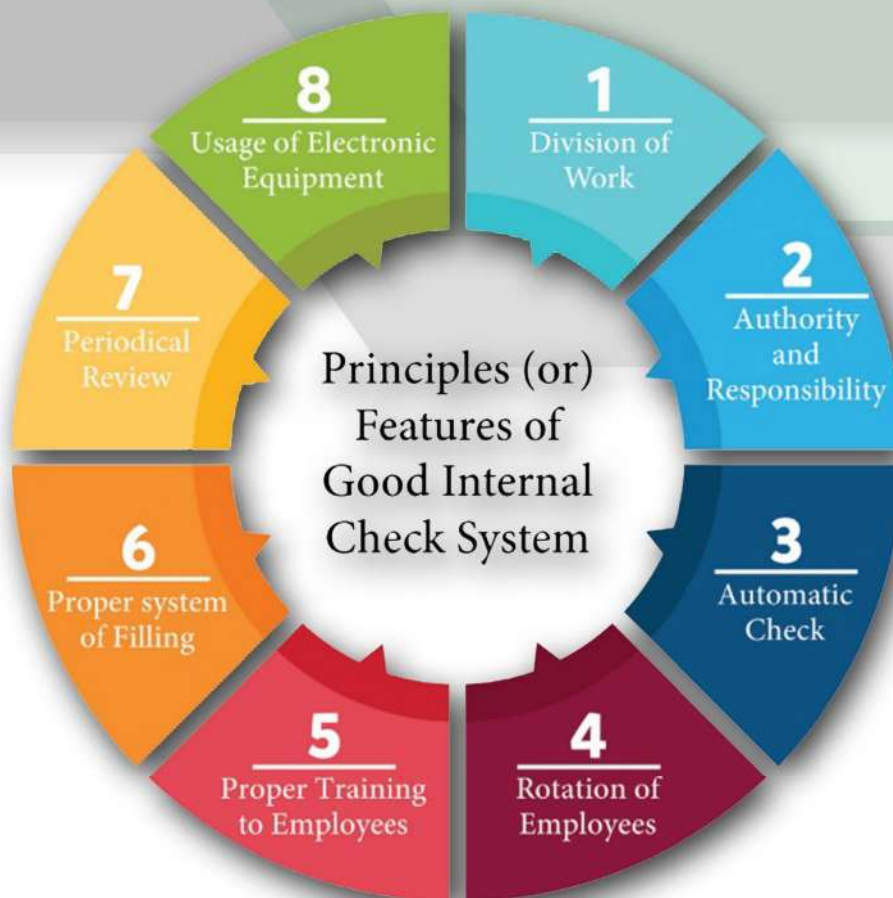 Principles (or)
Features of
Good Internal
Check System
1
Division of
Work
2
Authority
and
Responsibility
3
Automatic
Check
4
Rotation of
Employees
5
Proper Training
to Employees
6
Proper system
of Filling
7
Periodical
Review
8
Usage of Electronic
Equipment